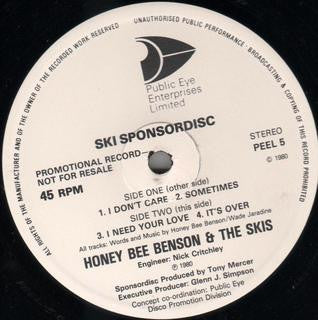 ALL RIGHTS OF THE MANUFACTURER AND OF THE OWNER OF THE RECORDED WORK RESERVED
UNAUTHORISED PUBLIC PERFORMANCE · BROADCASTING & COPYING OF THIS RECORD PROHIBITED
Public Eye
Enterprises
Limited
SKI SPONSORDISC
PROMOTIONAL RECORD—
NOT FOR RESALE
45 RPM
STEREO
PEEL 5
℗ 1980
SIDE ONE (other side)
1. I DON'T CARE 2. SOMETIMES
SIDE TWO (this side)
3. I NEED YOUR LOVE 4. IT'S OVER
All tracks: Words and Music by Honey Bee Benson/Wade Jaradine
HONEY BEE BENSON & THE SKIS
Engineer: Nick Critchley
℗ 1980
Sponsordisc Produced by Tony Mercer
Executive Producer: Glenn J. Simpson
Concept co-ordination: Public Eye
Disco Promotion Division